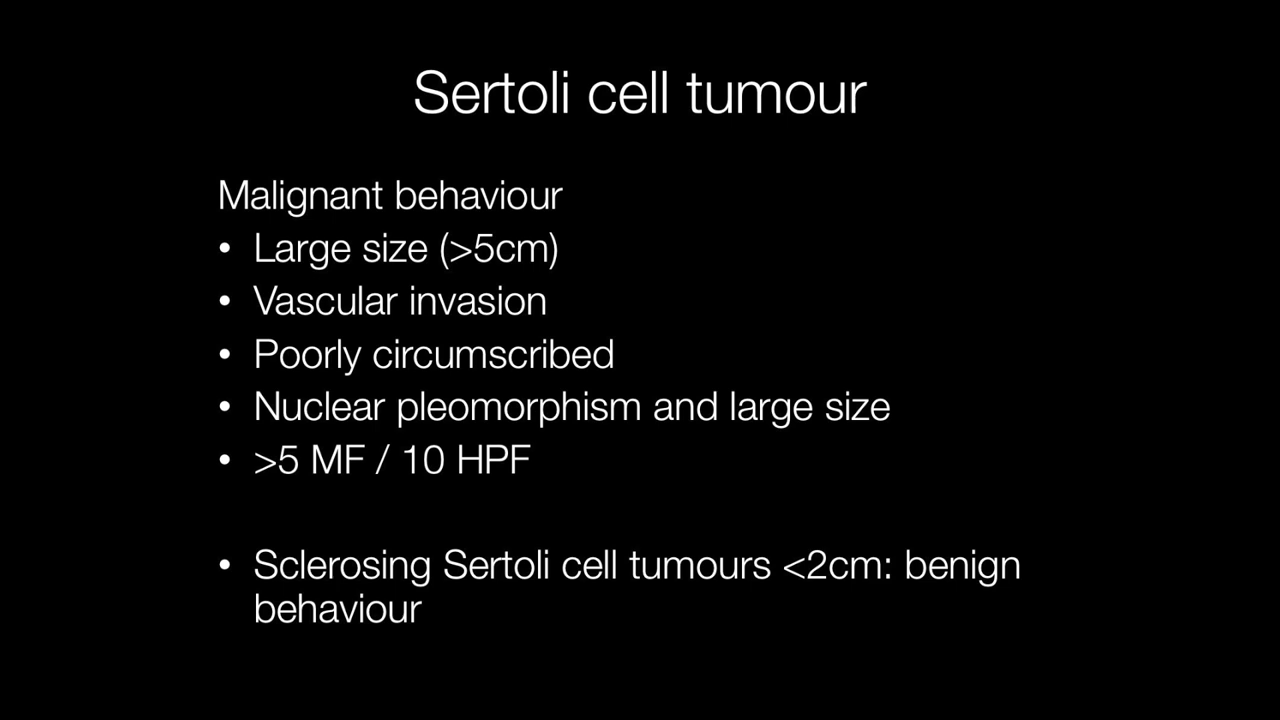 Sertoli cell tumour
Malignant behaviour
• Large size (>5cm)
• Vascular invasion
• Poorly circumscribed
• Nuclear pleomorphism and large size
• >5 MF / 10 HPF
• Sclerosing Sertoli cell tumours <2cm: benign
behaviour